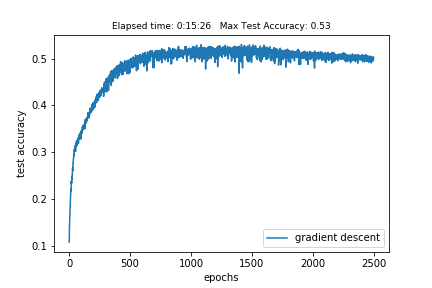 Elapsed time: 0:15:26 Max Test Accuracy: 0.53
test accuracy
0.5
0.4
0.3
0.2
0.1
gradient descent
0 500 1000 1500 2000 2500
epochs